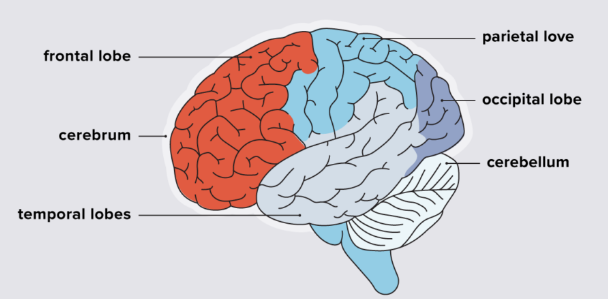 frontal lobe
cerebrum
temporal lobes
parietal love
occipital lobe
cerebellum